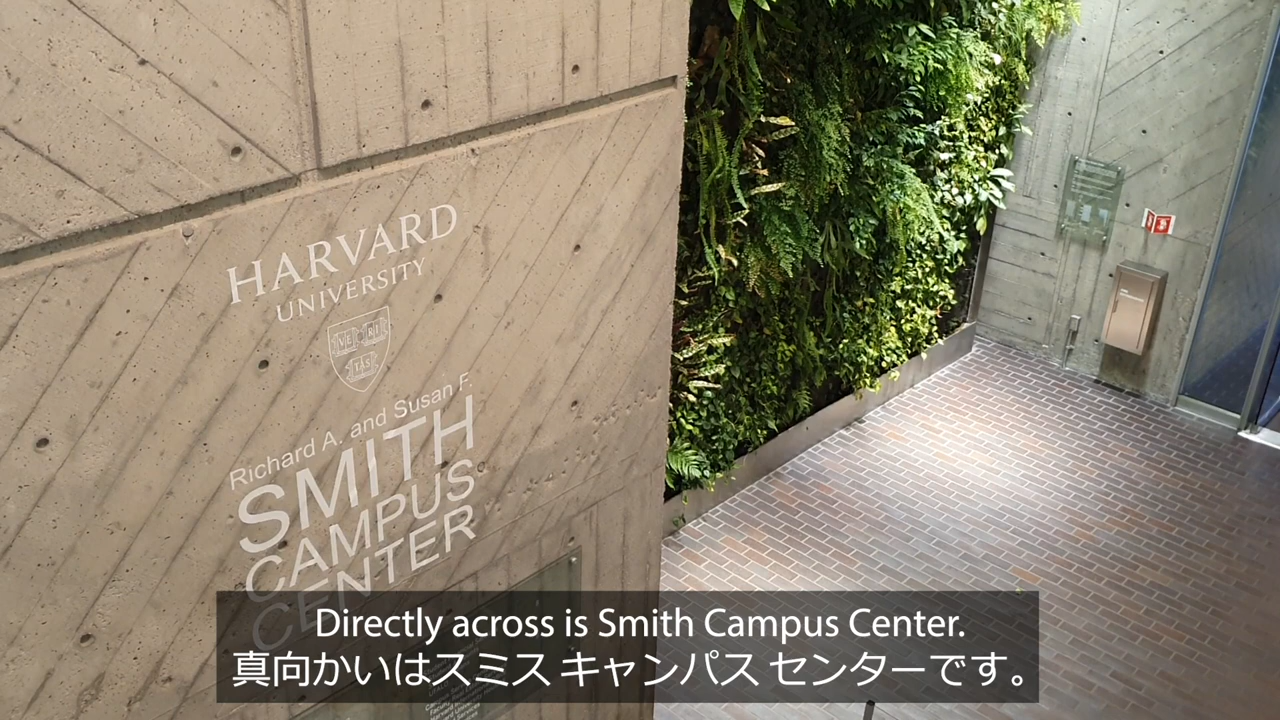 HARVARD
UNIVERSITY
VE RI
TAS
Richard A. and Susan F.
SMITH
CAMPUS
CENTER
Directly across is Smith Campus Center.
真向かいはスミス キャンパス センターです。